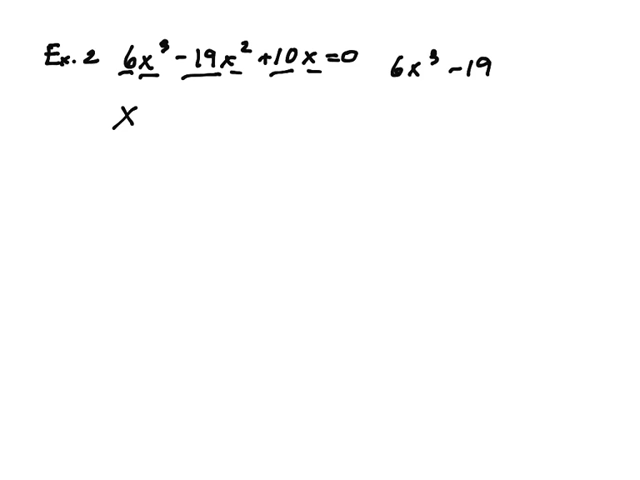 Ex. 2 6x³ - 19x² + 10x = 0 6x³ - 19
x